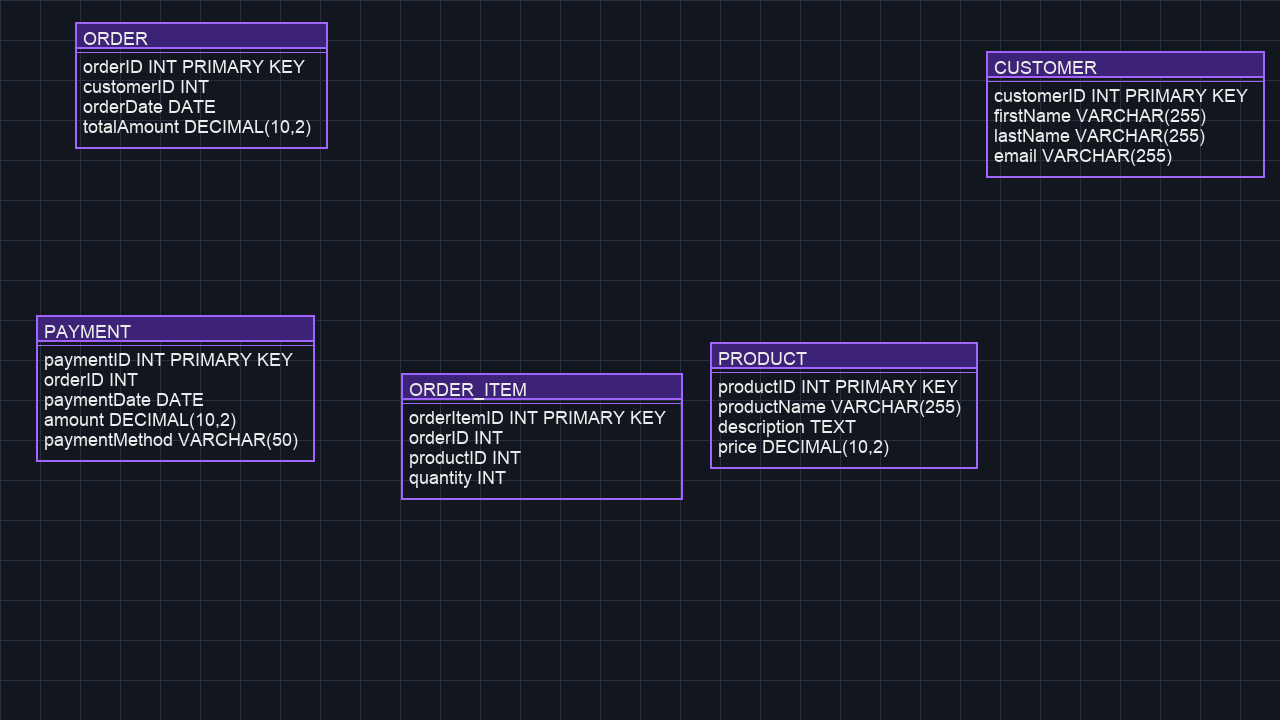 ORDER
orderID INT PRIMARY KEY
customerID INT
orderDate DATE
totalAmount DECIMAL(10,2)
CUSTOMER
customerID INT PRIMARY KEY
firstName VARCHAR(255)
lastName VARCHAR(255)
email VARCHAR(255)
PAYMENT
paymentID INT PRIMARY KEY
orderID INT
paymentDate DATE
amount DECIMAL(10,2)
paymentMethod VARCHAR(50)
ORDER_ITEM
orderItemID INT PRIMARY KEY
orderID INT
productID INT
quantity INT
PRODUCT
productID INT PRIMARY KEY
productName VARCHAR(255)
description TEXT
price DECIMAL(10,2)